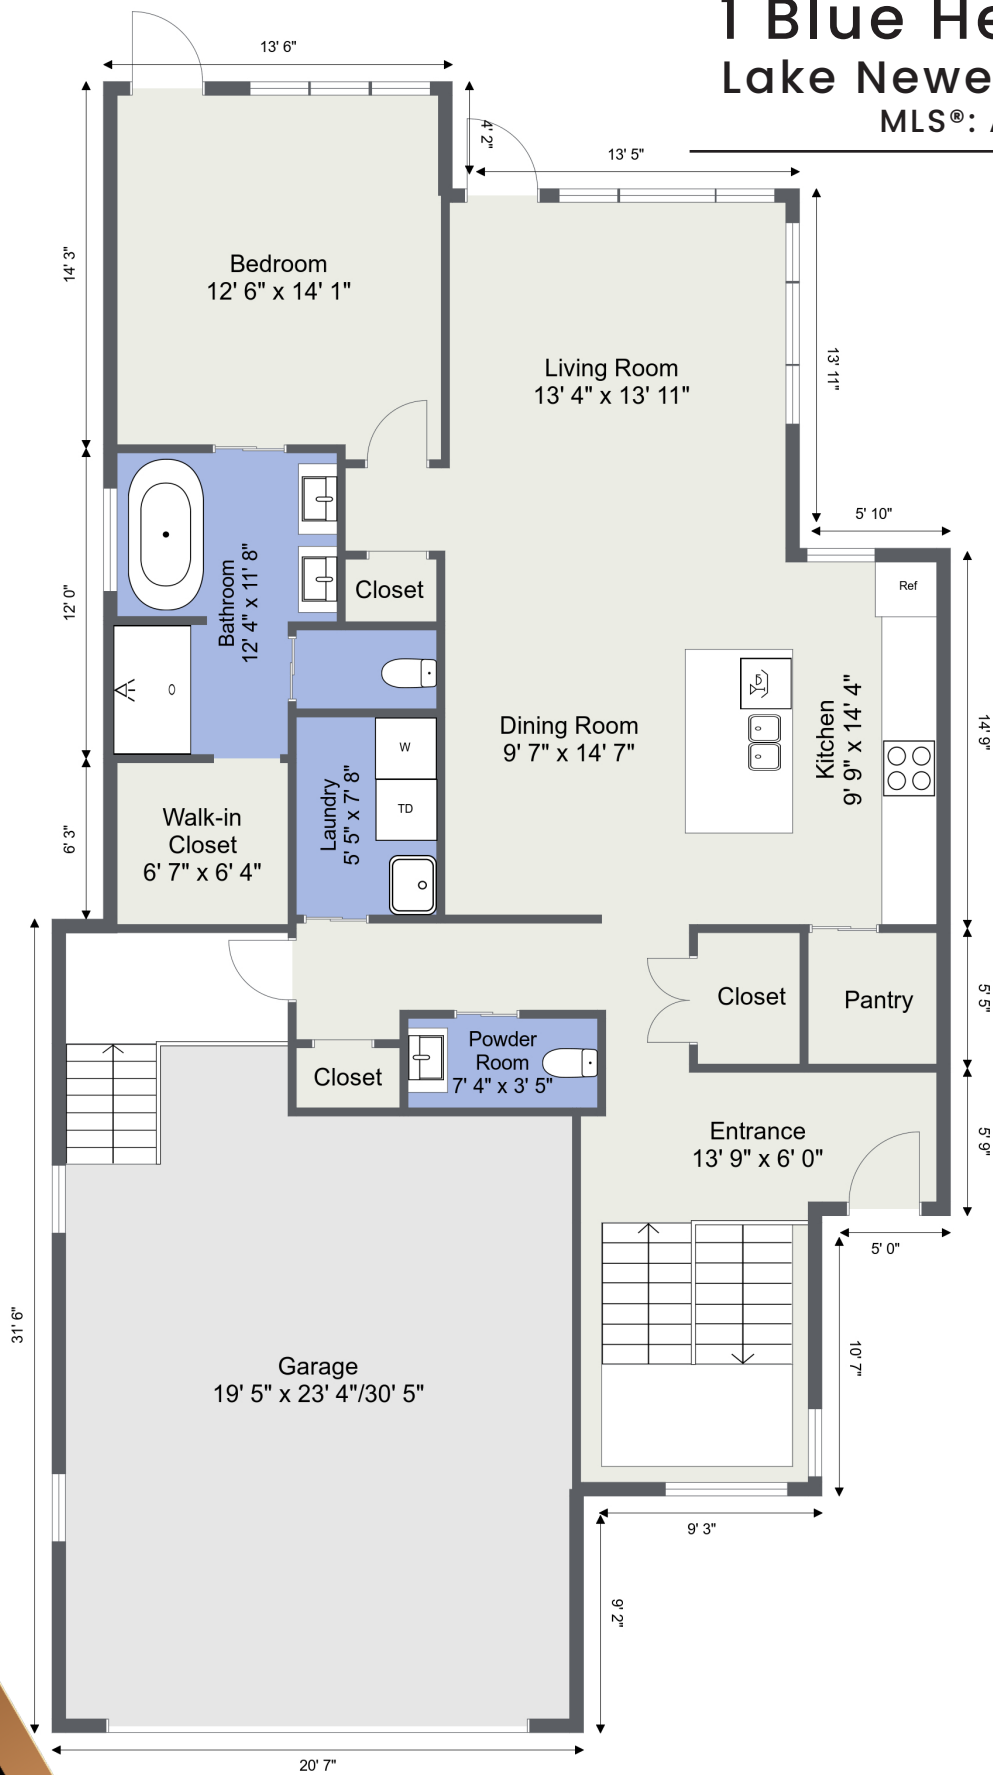 1 Blue He
Lake Newe
MLS®: A
13' 6"
4' 2"
13' 5"
14' 3"
Bedroom
12' 6" x 14' 1"
Living Room
13' 4" x 13' 11"
13' 11"
5' 10"
Ref
12' 0"
Bathroom
12' 4" x 11' 8"
Closet
Dining Room
9' 7" x 14' 7"
Kitchen
9' 9" x 14' 4"
14' 9"
W
TD
Laundry
5' 5" x 7' 8"
Walk-in
Closet
6' 7" x 6' 4"
6' 3"
Closet
Pantry
5' 5"
Powder
Room
7' 4" x 3' 5"
Closet
Entrance
13' 9" x 6' 0"
5' 9"
5' 0"
10' 7"
31' 6"
Garage
19' 5" x 23' 4"/30' 5"
9' 3"
9' 2"
20' 7"